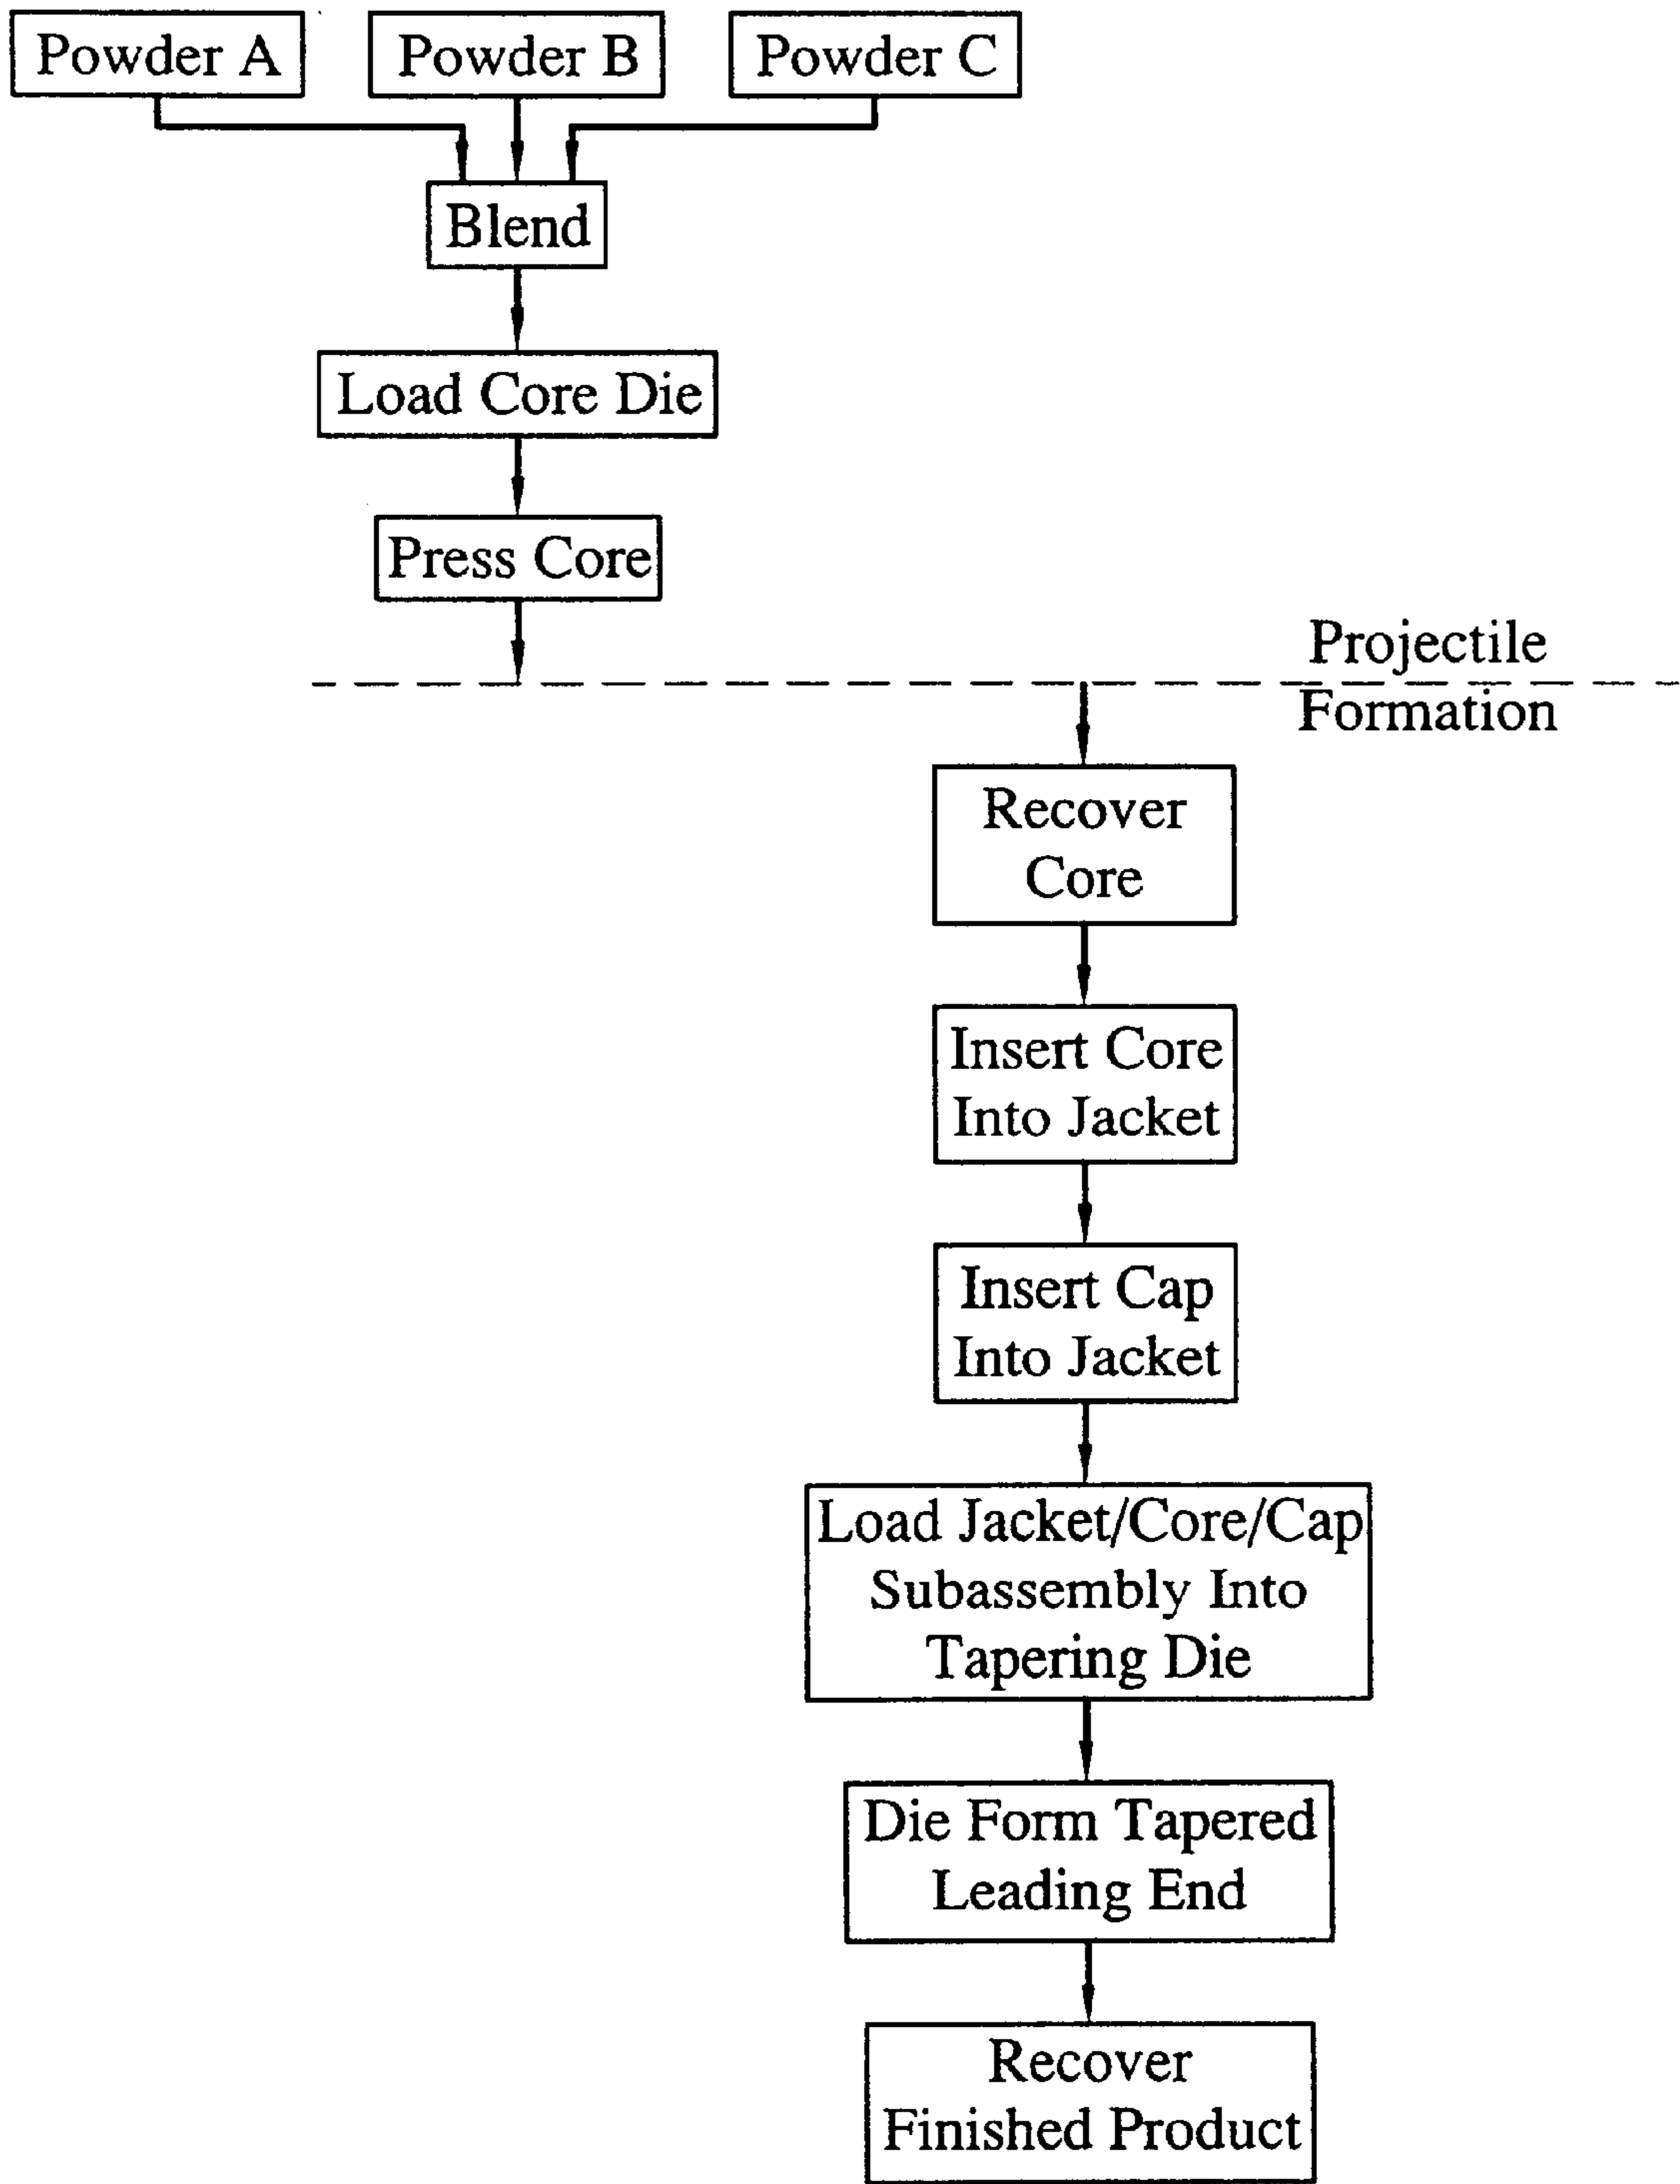 Powder A
Powder B
Powder C
Blend
Load Core Die
Press Core
Projectile
Formation
Recover
Core
Insert Core
Into Jacket
Insert Cap
Into Jacket
Load Jacket/Core/Cap
Subassembly Into
Tapering Die
Die Form Tapered
Leading End
Recover
Finished Product